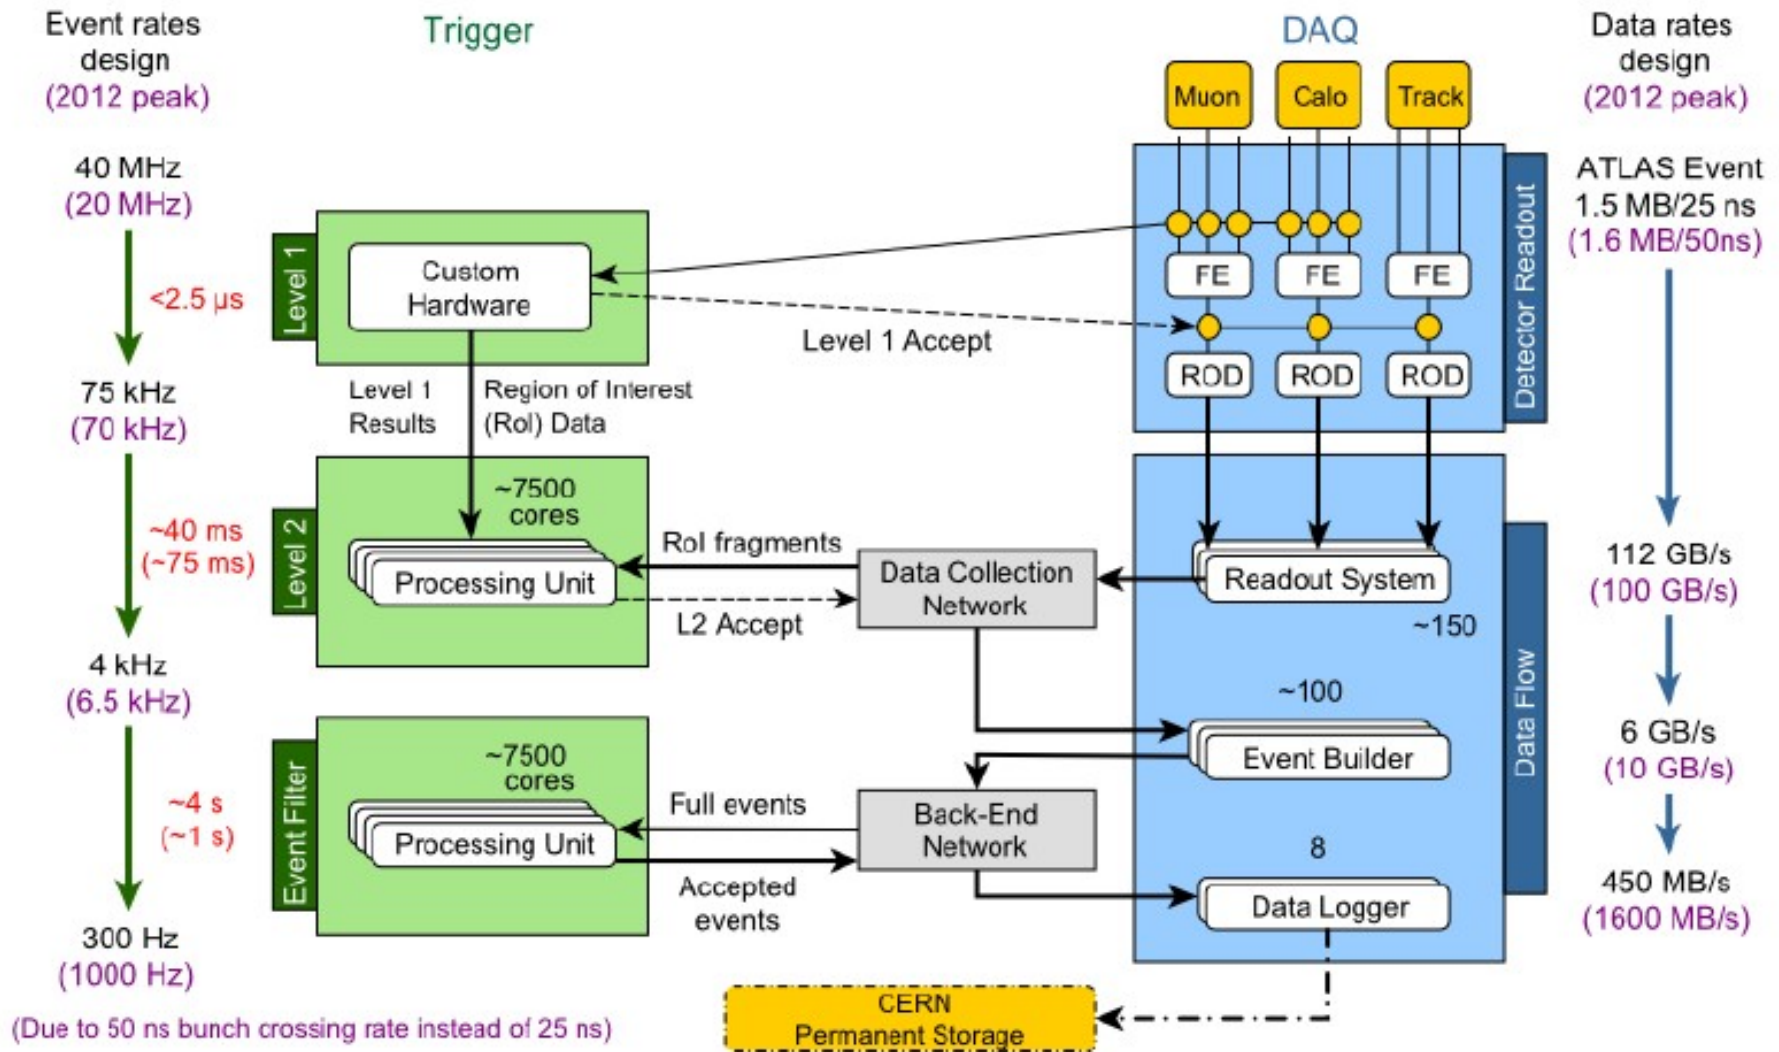 Event rates
design
(2012 peak)
Trigger
DAQ
Data rates
design
(2012 peak)
Muon
Calo
Track
40 MHz
(20 MHz)
ATLAS Event
1.5 MB/25 ns
(1.6 MB/50ns)
Level 1
Custom
Hardware
<2.5 µs
FE
FE
FE
Level 1 Accept
ROD
ROD
ROD
Detector Readout
75 kHz
(70 kHz)
Level 1
Results
Region of Interest
(RoI) Data
~7500
cores
Level 2
~40 ms
(~75 ms)
Processing Unit
RoI fragments
L2 Accept
Data Collection
Network
Readout System
~150
112 GB/s
(100 GB/s)
4 kHz
(6.5 kHz)
~100
Event Builder
Data Flow
6 GB/s
(10 GB/s)
~7500
cores
Event Filter
~4 s
(~1 s)
Processing Unit
Full events
Accepted
events
Back-End
Network
8
Data Logger
450 MB/s
(1600 MB/s)
300 Hz
(1000 Hz)
CERN
Permanent Storage
(Due to 50 ns bunch crossing rate instead of 25 ns)